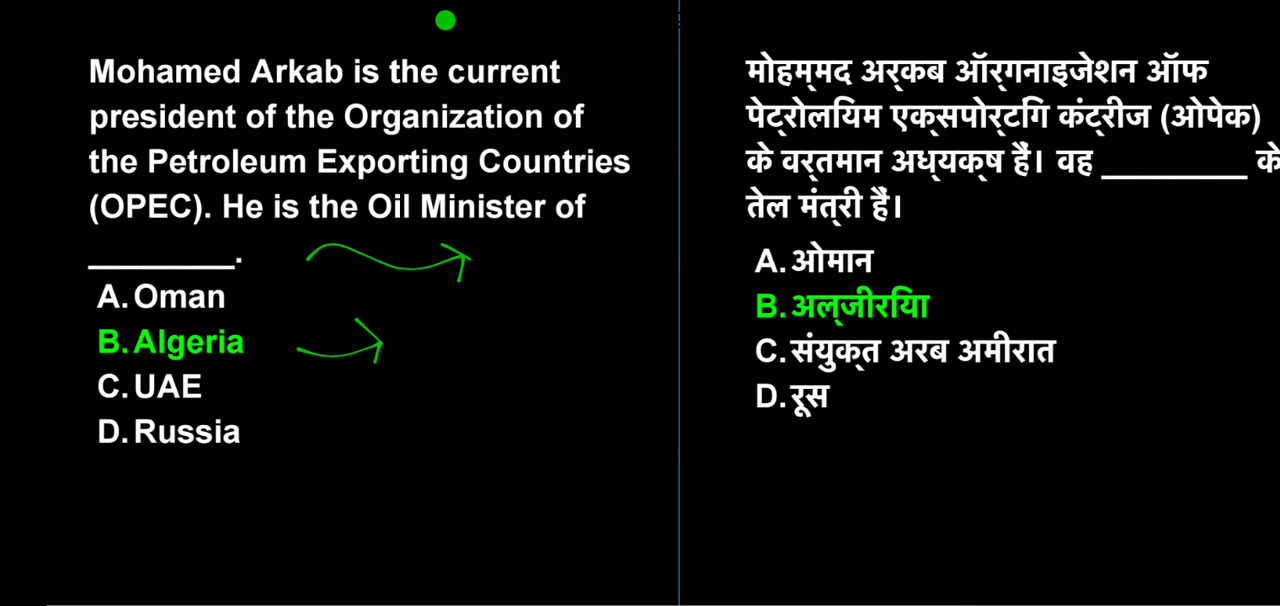 Mohamed Arkab is the current
president of the Organization of
the Petroleum Exporting Countries
(OPEC). He is the Oil Minister of
________.
A. Oman
B. Algeria
C. UAE
D. Russia
मोहम्मद अर्कब ऑर्गनाइजेशन ऑफ
पेट्रोलियम एक्सपोर्टिंग कंट्रीज (ओपेक)
के वर्तमान अध्यक्ष हैं। वह ________ के
तेल मंत्री हैं।
A. ओमान
B. अल्जीरिया
C. संयुक्त अरब अमीरात
D. रूस